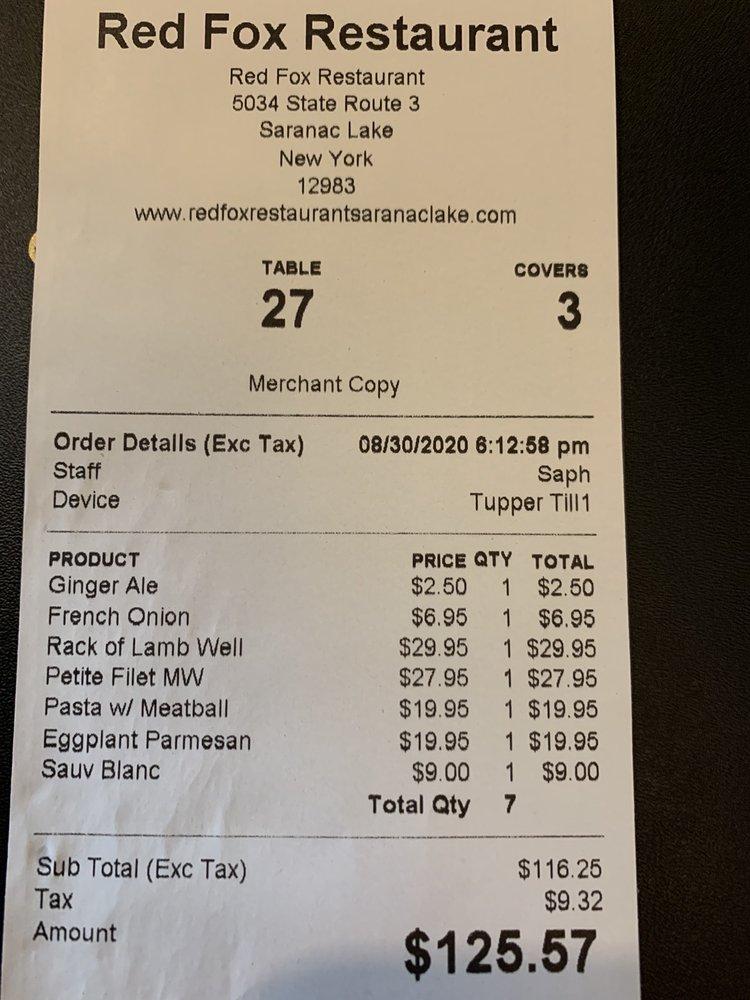 Red Fox Restaurant
Red Fox Restaurant
5034 State Route 3
Saranac Lake
New York
12983
www.redfoxrestaurantsaranaclake.com
TABLE COVERS
27 3
Merchant Copy
Order Details (Exc Tax) 08/30/2020 6:12:58 pm
Staff Saph
Device Tupper Till1
PRODUCT PRICE QTY TOTAL
Ginger Ale $2.50 1 $2.50
French Onion $6.95 1 $6.95
Rack of Lamb Well $29.95 1 $29.95
Petite Filet MW $27.95 1 $27.95
Pasta w/ Meatball $19.95 1 $19.95
Eggplant Parmesan $19.95 1 $19.95
Sauv Blanc $9.00 1 $9.00
Total Qty 7
Sub Total (Exc Tax) $116.25
Tax $9.32
Amount $125.57